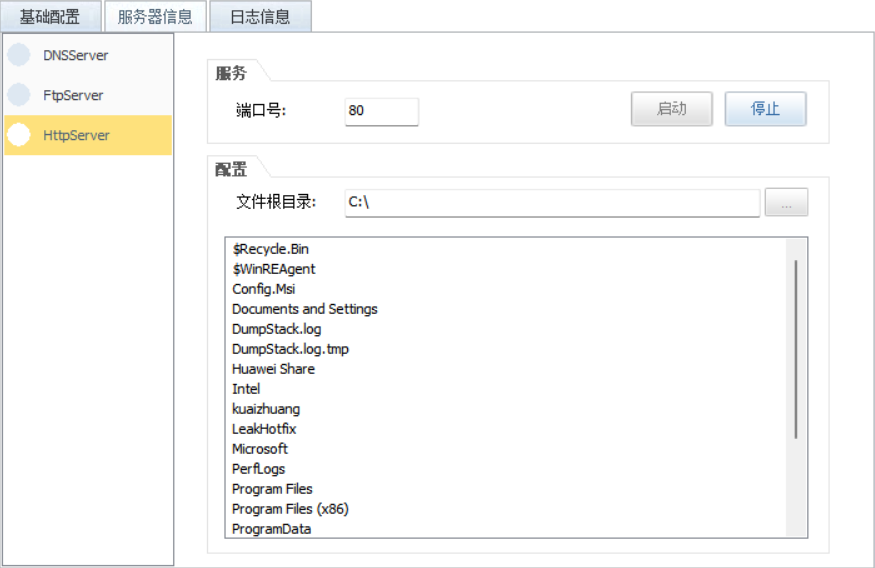 基础配置 服务器信息 日志信息
DNSServer
FtpServer
HttpServer
服务
端口号: 80 启动 停止
配置
文件根目录: C:\ ...
$Recycle.Bin
$WinREAgent
Config.Msi
Documents and Settings
DumpStack.log
DumpStack.log.tmp
Huawei Share
Intel
kuaizhuang
LeakHotfix
Microsoft
PerfLogs
Program Files
Program Files (x86)
ProgramData